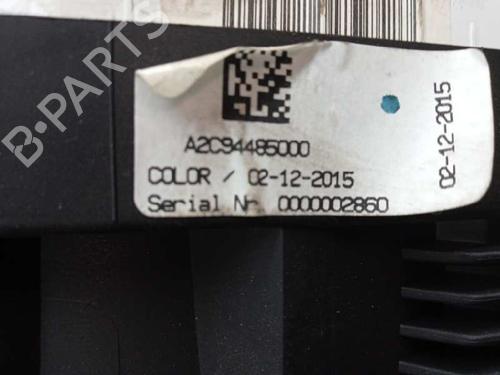 A2C94485000
COLOR / 02-12-2015
Serial Nr. 0000002860
02-12-2015
B-PARTS